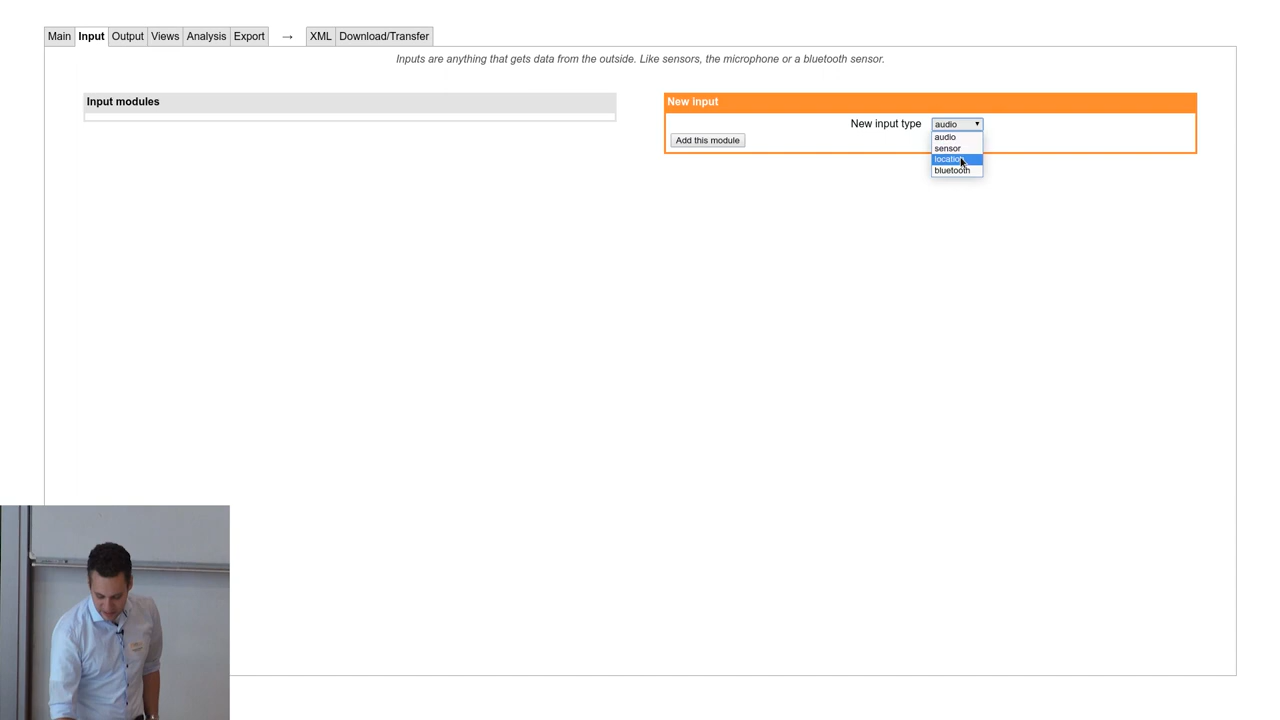 Main Input Output Views Analysis Export → XML Download/Transfer
Inputs are anything that gets data from the outside. Like sensors, the microphone or a bluetooth sensor.
Input modules
New input
New input type audio
Add this module
audio
sensor
location
bluetooth